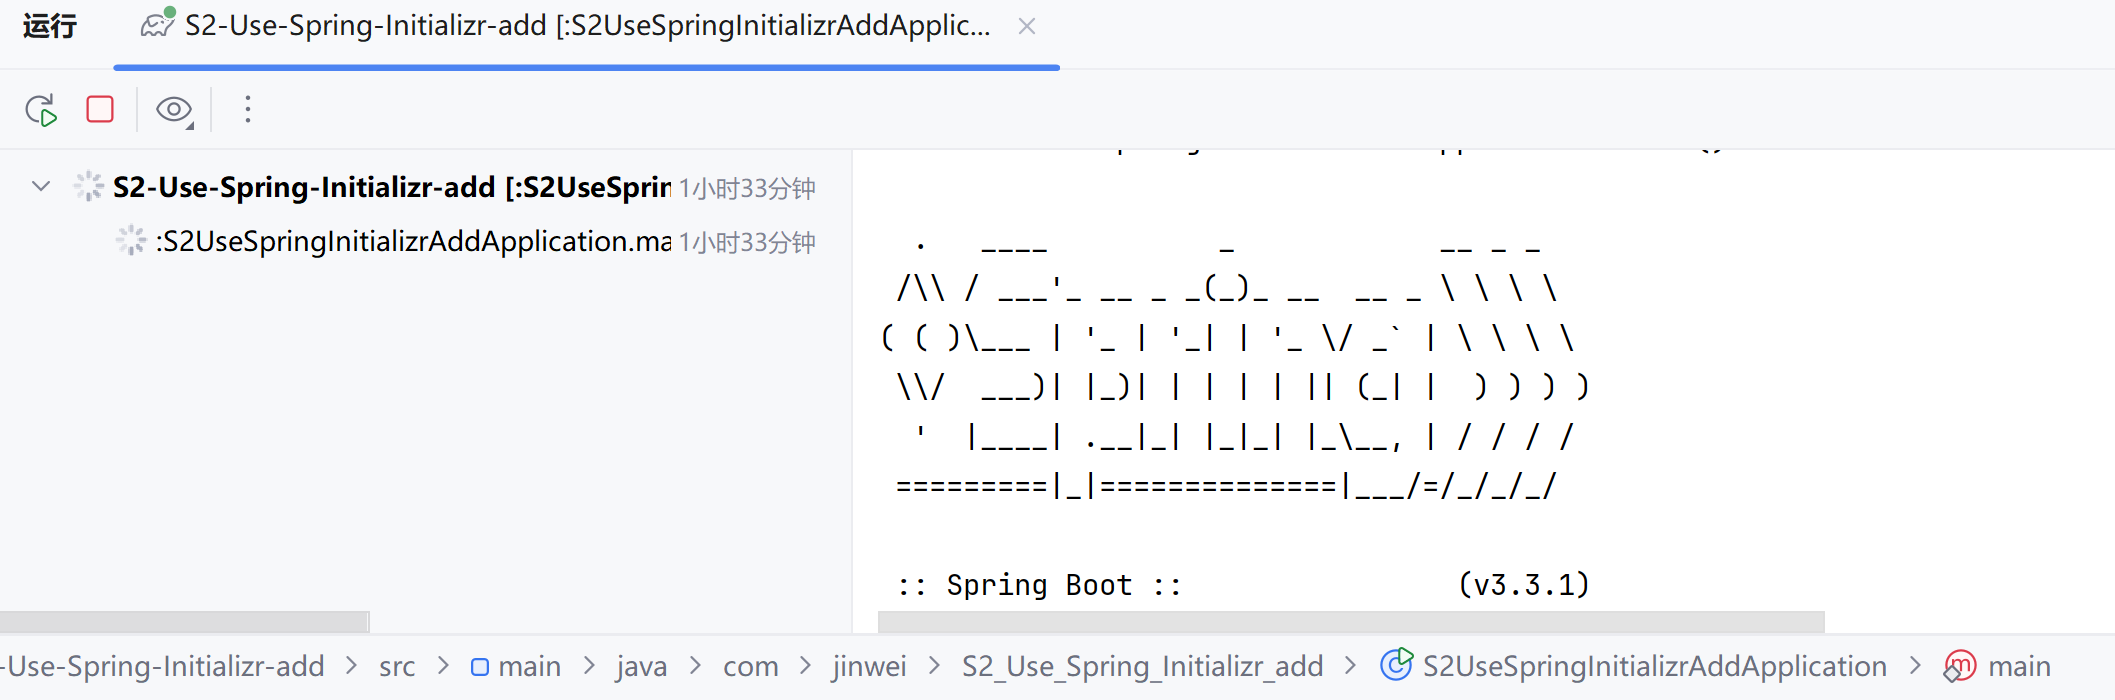 运行
S2-Use-Spring-Initializr-add [:S2UseSpringInitializrAddApplic...
S2-Use-Spring-Initializr-add [:S2UseSprin 1小时33分钟
:S2UseSpringInitializrAddApplication.ma 1小时33分钟
  .   ____          _            __ _ _
 /\\ / ___'_ __ _ _(_)_ __  __ _ \ \ \ \
( ( )\___ | '_ | '_| | '_ \/ _` | \ \ \ \
 \\/  ___)| |_)| | | | | || (_| |  ) ) ) )
  '  |____| .__|_| |_|_| |_\__, | / / / /
 =========|_|==============|___/=/_/_/_/
 :: Spring Boot ::                (v3.3.1)
-Use-Spring-Initializr-add > src > main > java > com > jinwei > S2_Use_Spring_Initializr_add > S2UseSpringInitializrAddApplication > main